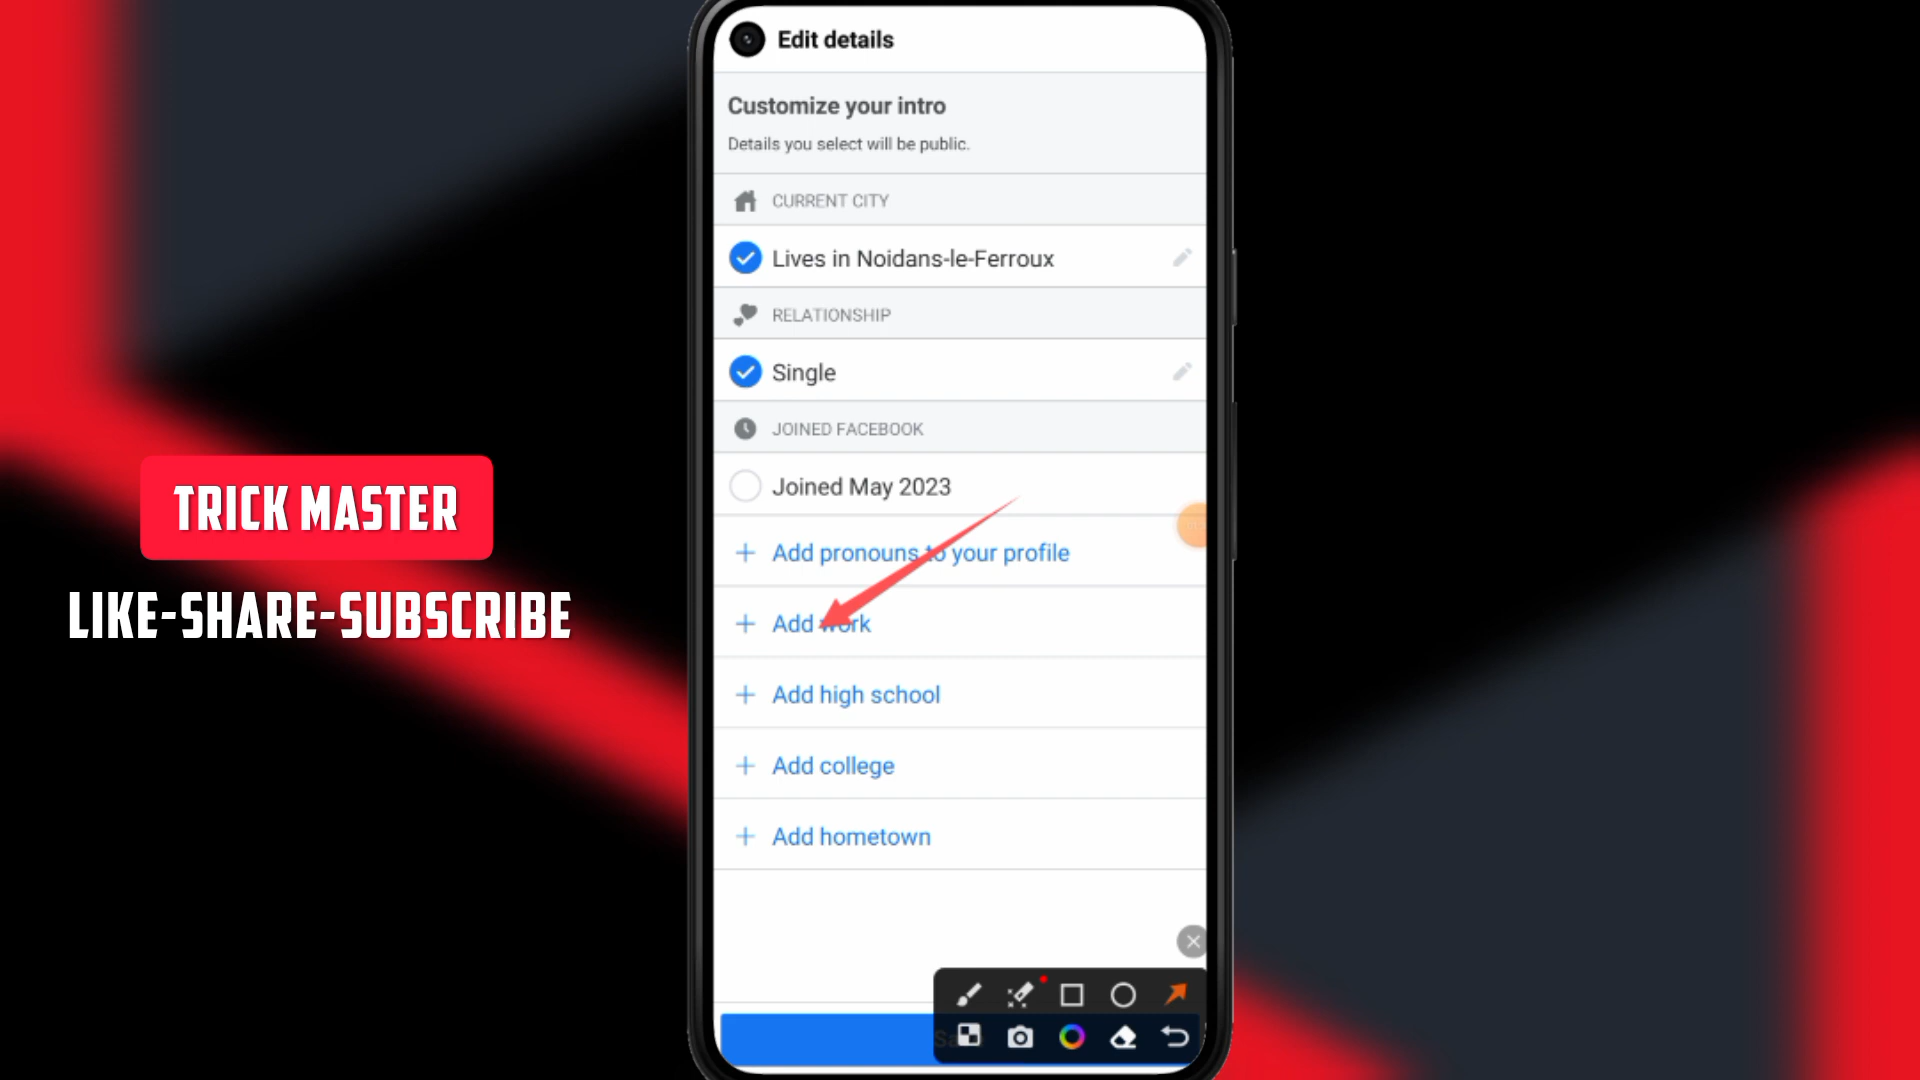 Edit details
Customize your intro
Details you select will be public.
CURRENT CITY
Lives in Noidans-le-Ferroux
RELATIONSHIP
Single
JOINED FACEBOOK
Joined May 2023
+ Add pronouns to your profile
+ Add work
+ Add high school
+ Add college
+ Add hometown
TRICK MASTER
LIKE-SHARE-SUBSCRIBE